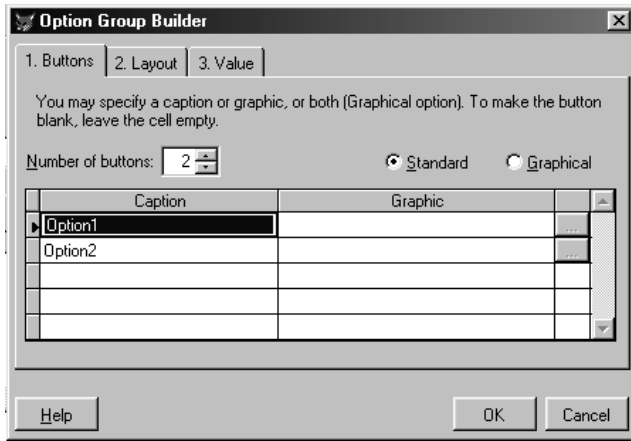 Option Group Builder
1. Buttons 2. Layout 3. Value
You may specify a caption or graphic, or both (Graphical option). To make the button
blank, leave the cell empty.
Number of buttons: 2 Standard Graphical
Caption Graphic
Option1 ...
Option2 ...
Help OK Cancel